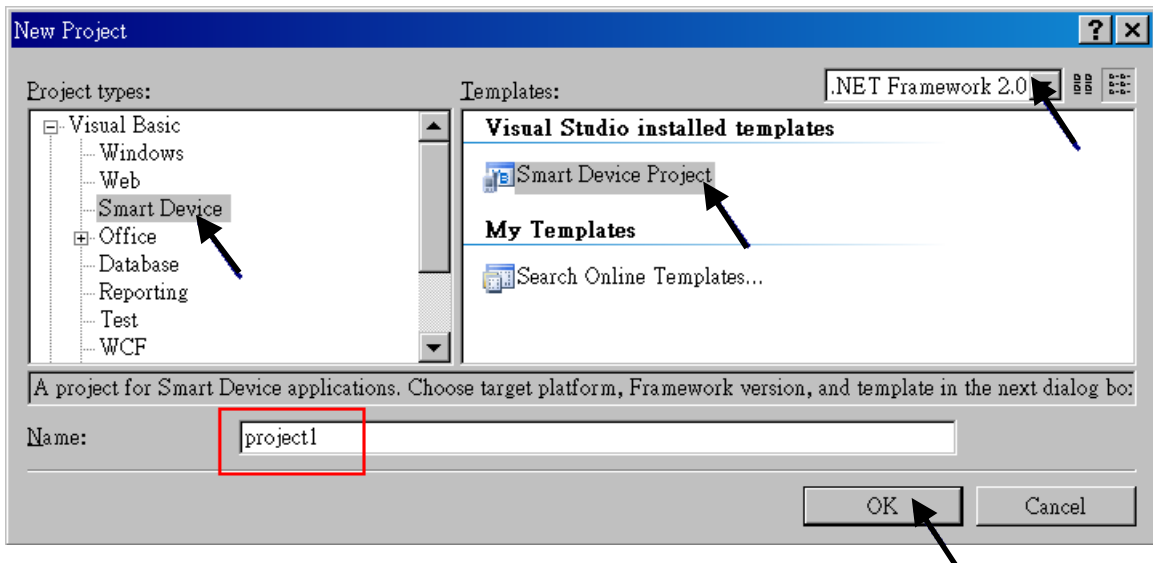 New Project
Project types:
Templates:
.NET Framework 2.0
Visual Basic
Windows
Web
Smart Device
Office
Database
Reporting
Test
WCF
Visual Studio installed templates
Smart Device Project
My Templates
Search Online Templates...
A project for Smart Device applications. Choose target platform, Framework version, and template in the next dialog box
Name:
project1
OK
Cancel